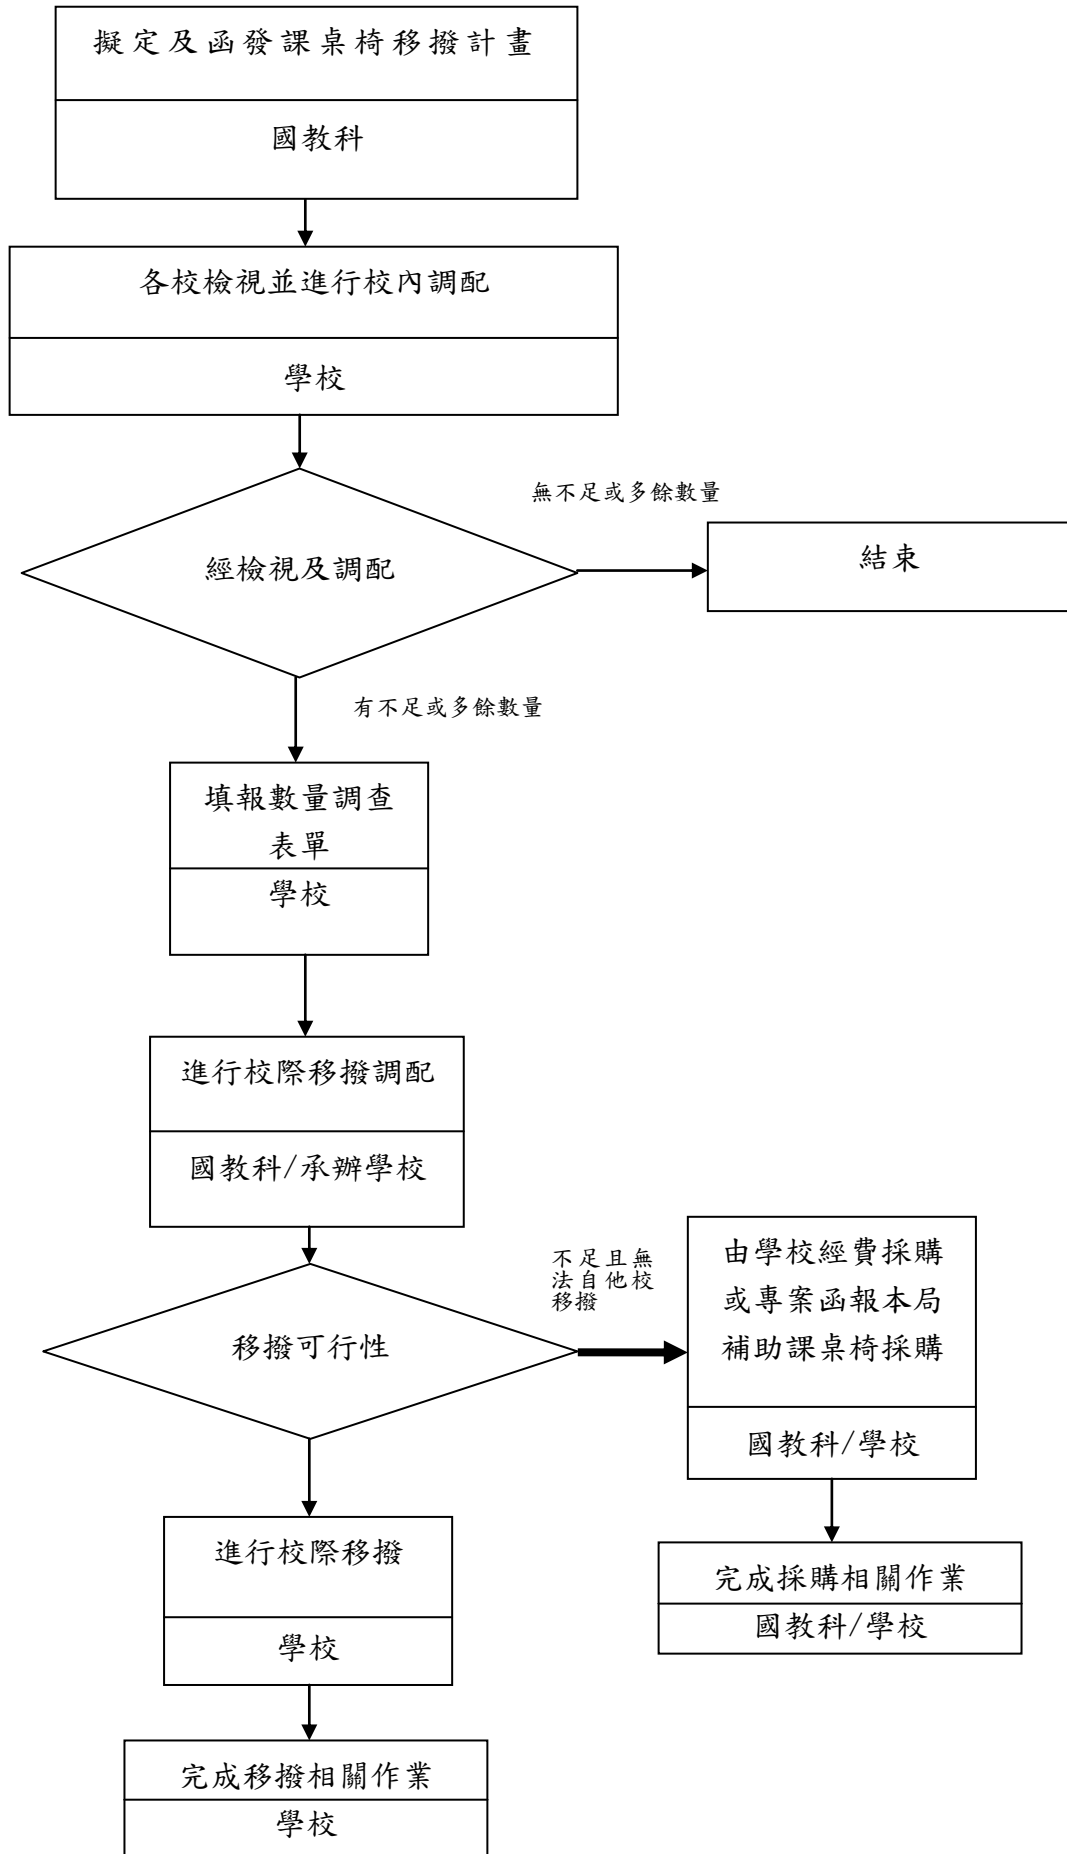 擬定及函發課桌椅移撥計畫
國教科
各校檢視並進行校內調配
學校
無不足或多餘數量
經檢視及調配
結束
有不足或多餘數量
填報數量調查
表單
學校
進行校際移撥調配
國教科/承辦學校
不足且無
法自他校
移撥
移撥可行性
由學校經費採購
或專案函報本局
補助課桌椅採購
國教科/學校
進行校際移撥
學校
完成採購相關作業
國教科/學校
完成移撥相關作業
學校